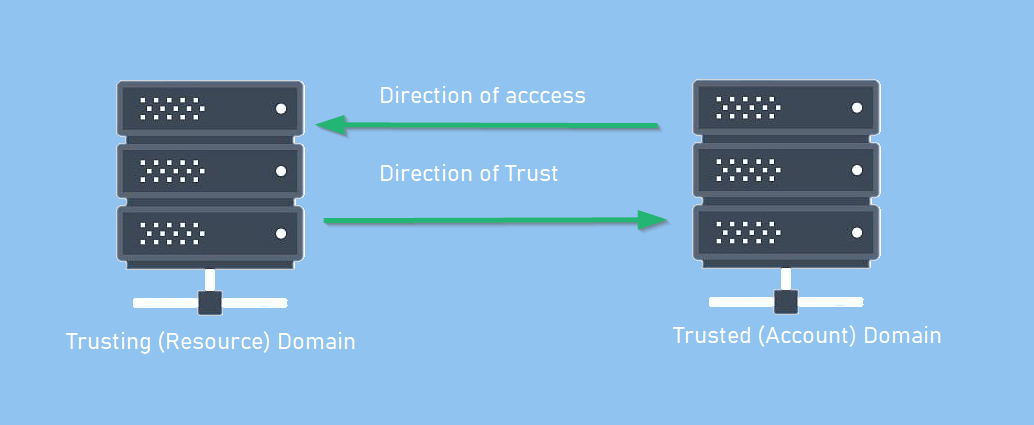 Direction of acccess
Direction of Trust
Trusting (Resource) Domain
Trusted (Account) Domain